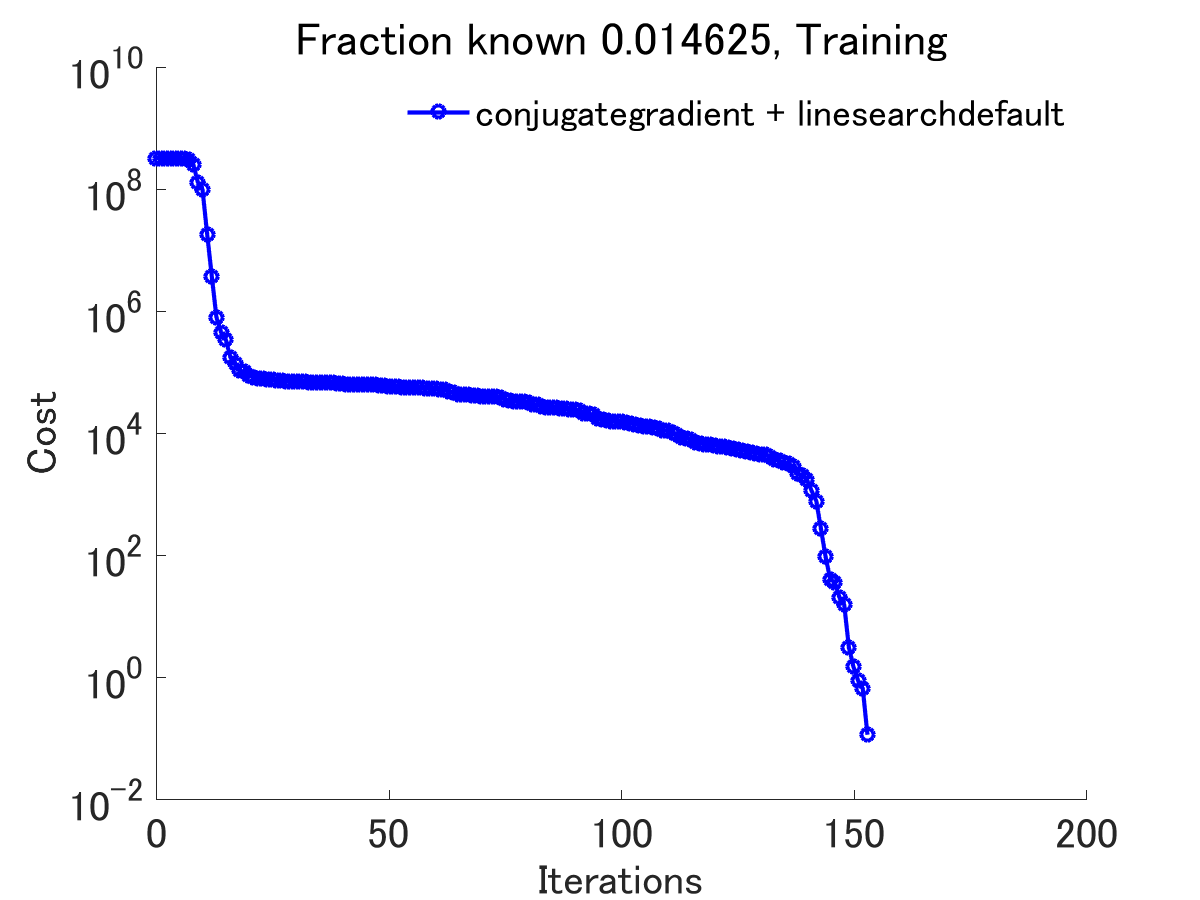 Fraction known 0.014625, Training
conjugategradient + linesearchdefault
10^10
10^8
10^6
10^4
10^2
10^0
10^-2
Cost
0 50 100 150 200
Iterations